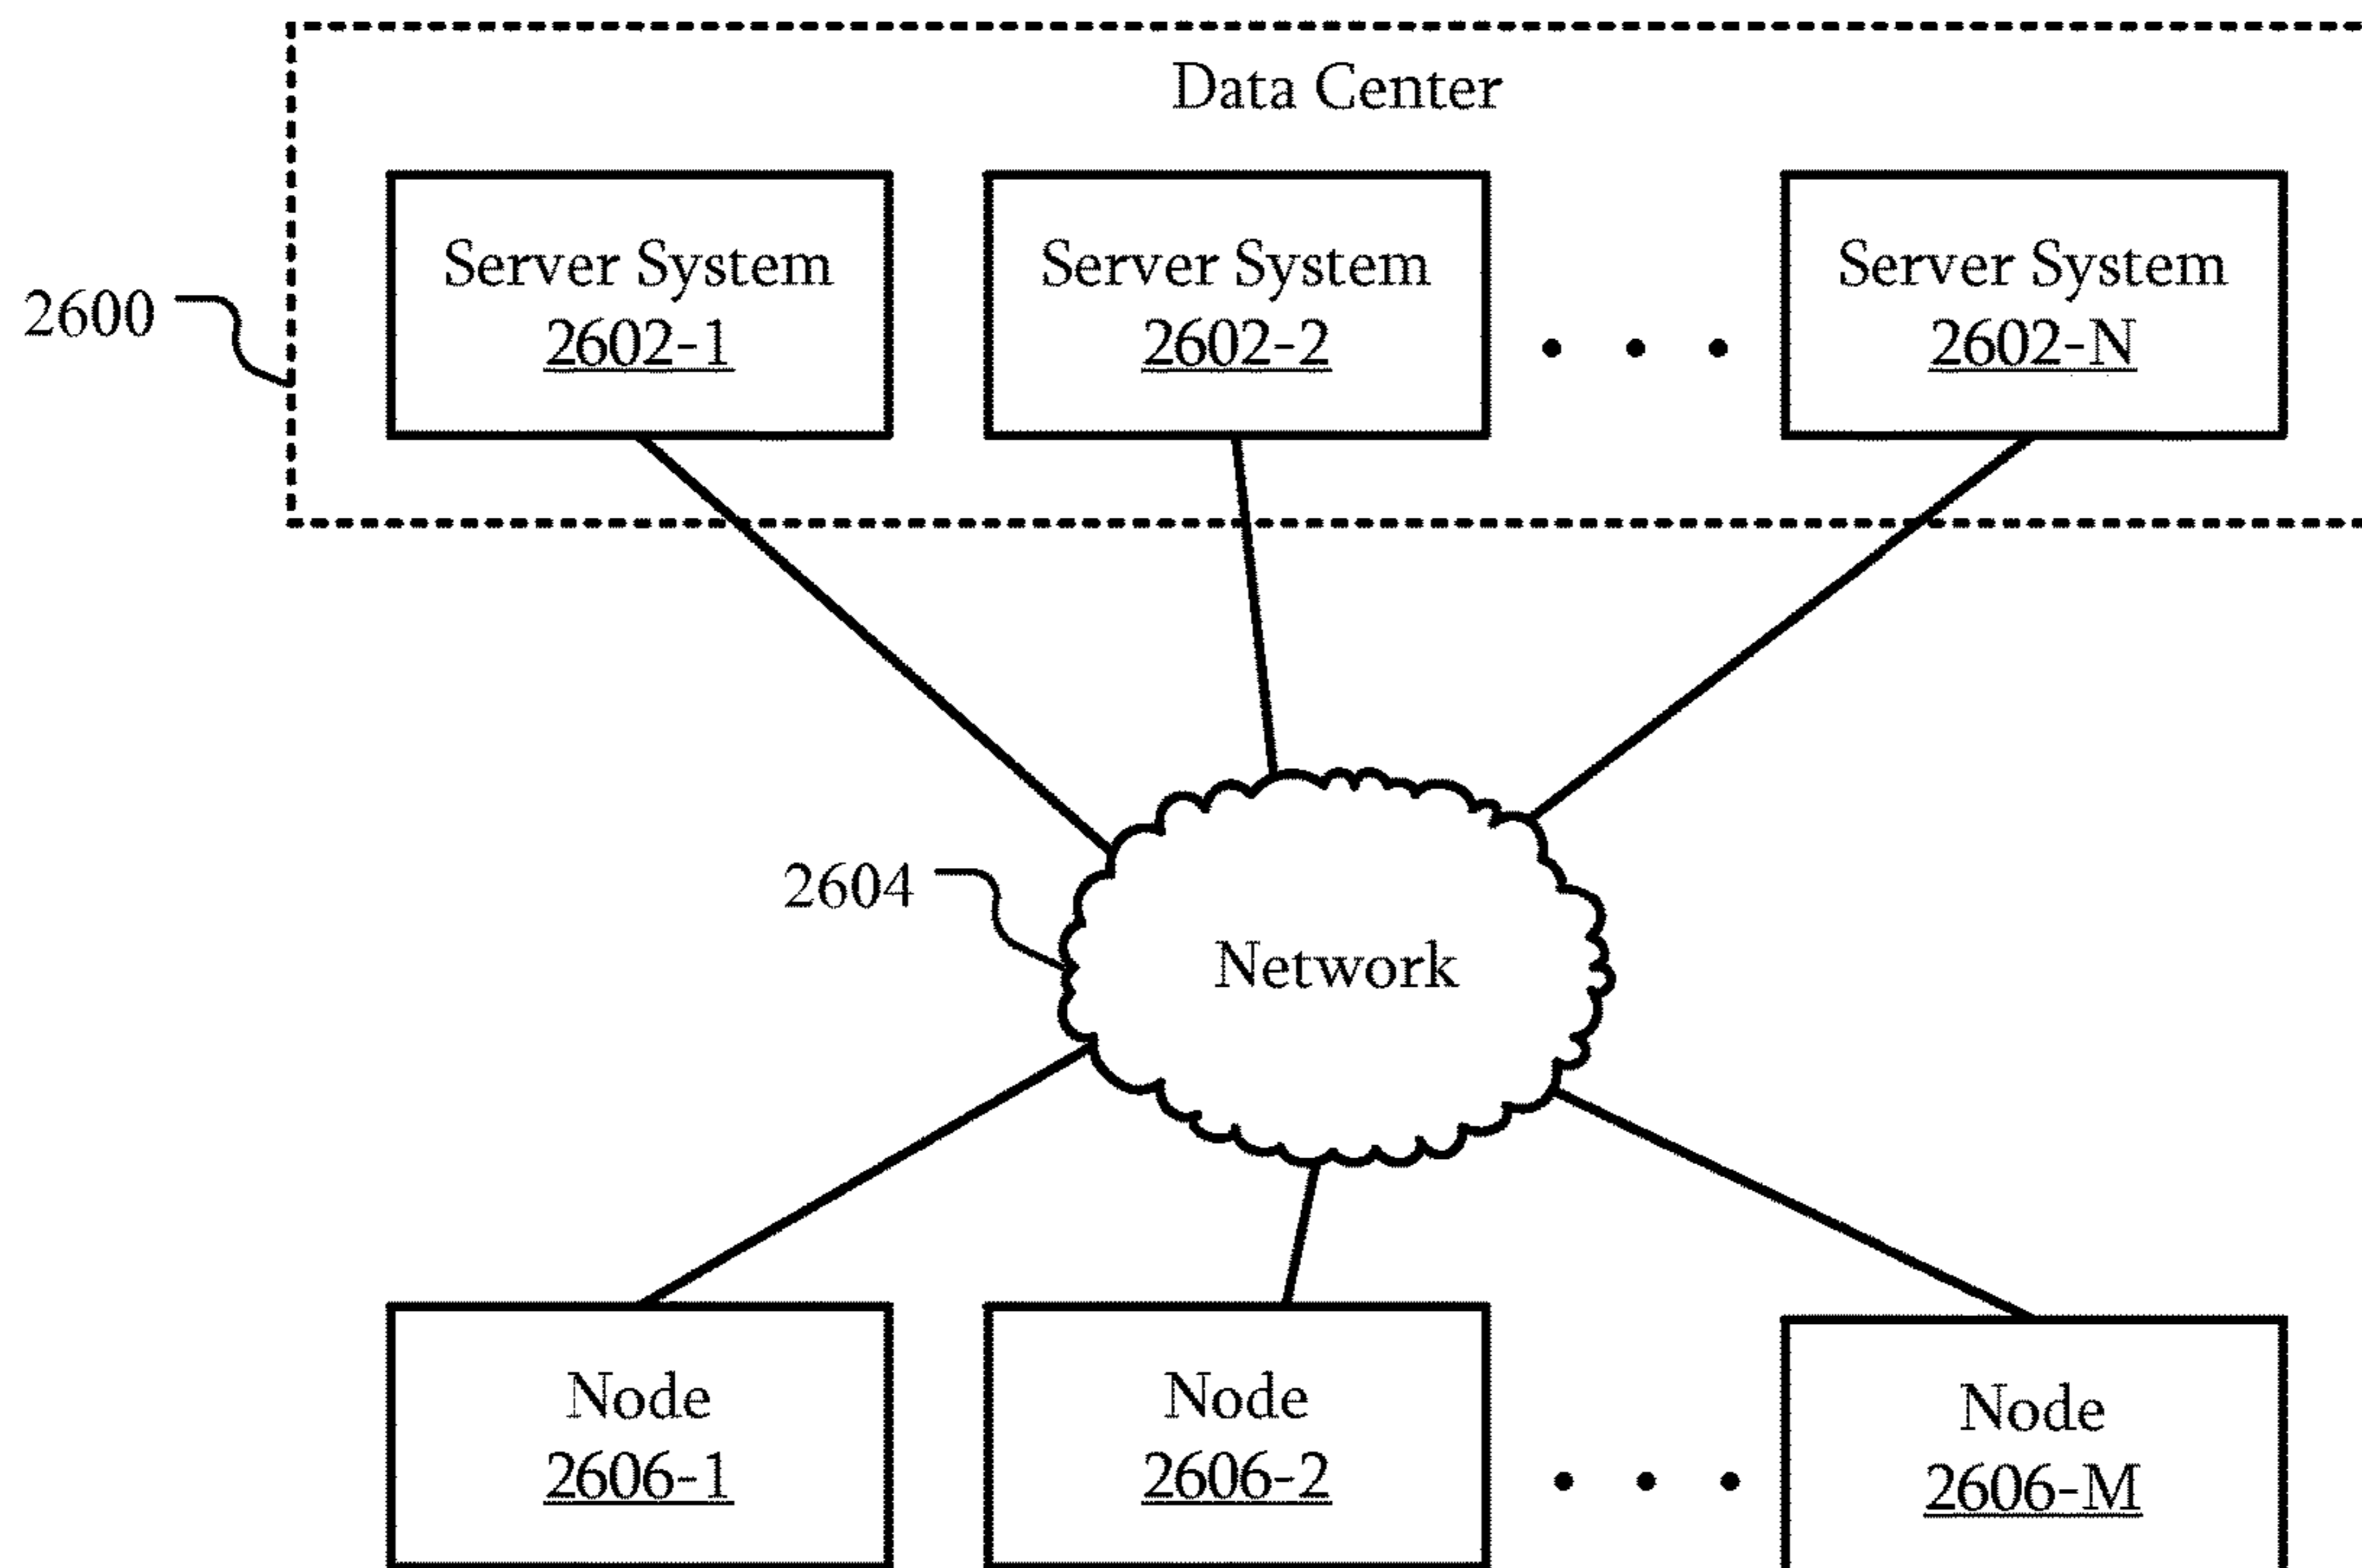 Data Center
Server System
2602-1
Server System
2602-2
Server System
2602-N
2600
2604
Network
Node
2606-1
Node
2606-2
Node
2606-M